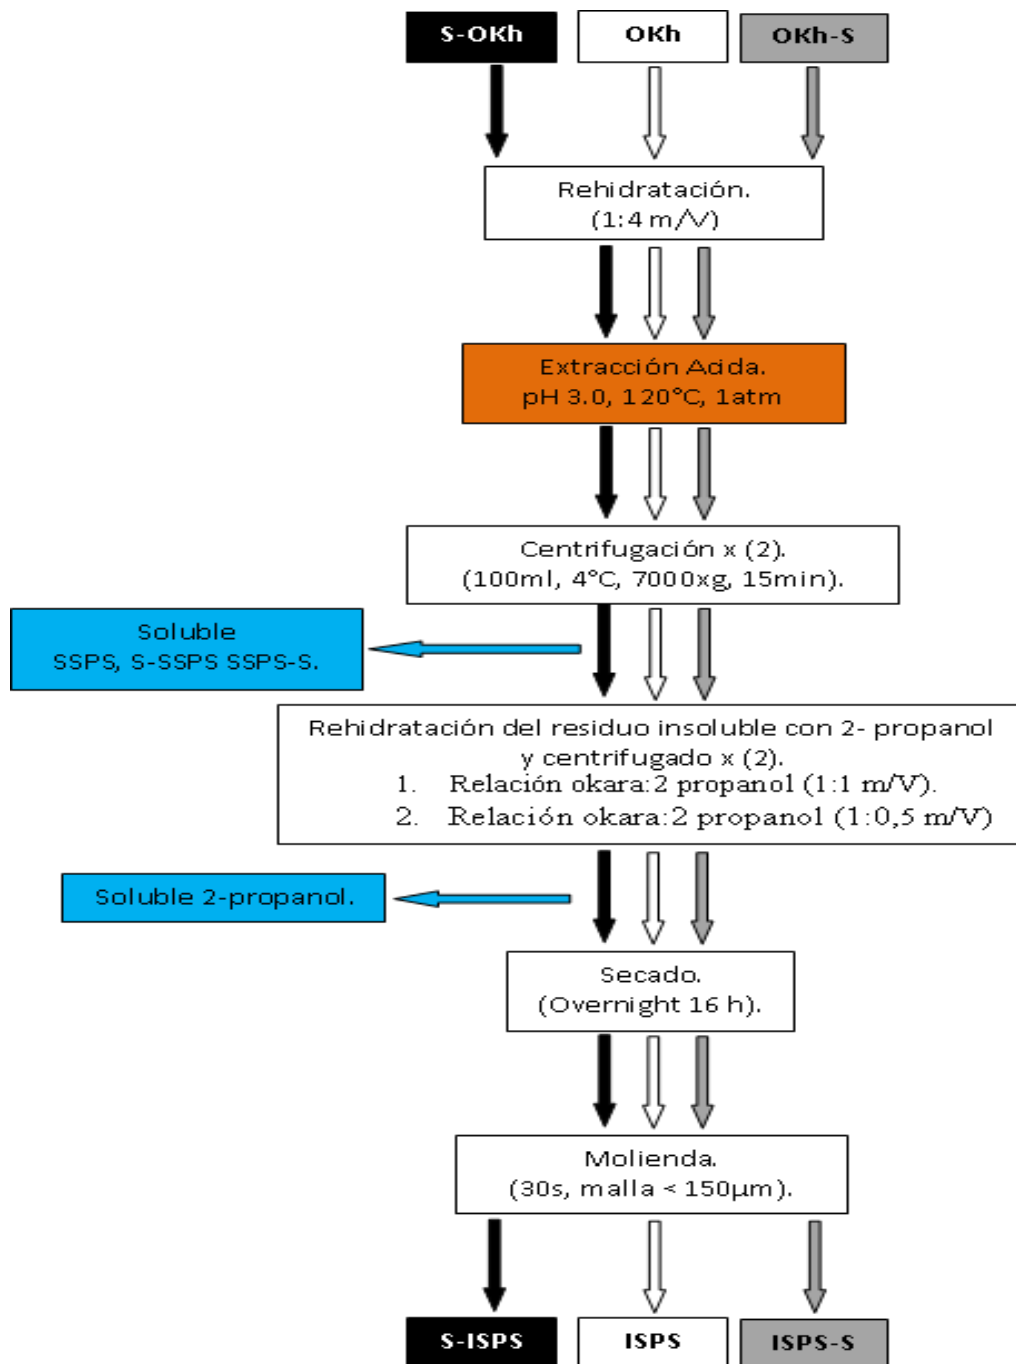 S-OKh OKh OKh-S
Rehidratación.
(1:4 m/V)
Extracción Acida.
pH 3.0, 120°C, 1atm
Centrifugación x (2).
(100ml, 4°C, 7000xg, 15min).
Soluble
SSPS, S-SSPS SSPS-S.
Rehidratación del residuo insoluble con 2- propanol
y centrifugado x (2).
1. Relación okara:2 propanol (1:1 m/V).
2. Relación okara:2 propanol (1:0,5 m/V)
Soluble 2-propanol.
Secado.
(Overnight 16 h).
Molienda.
(30s, malla < 150µm).
S-ISPS ISPS ISPS-S